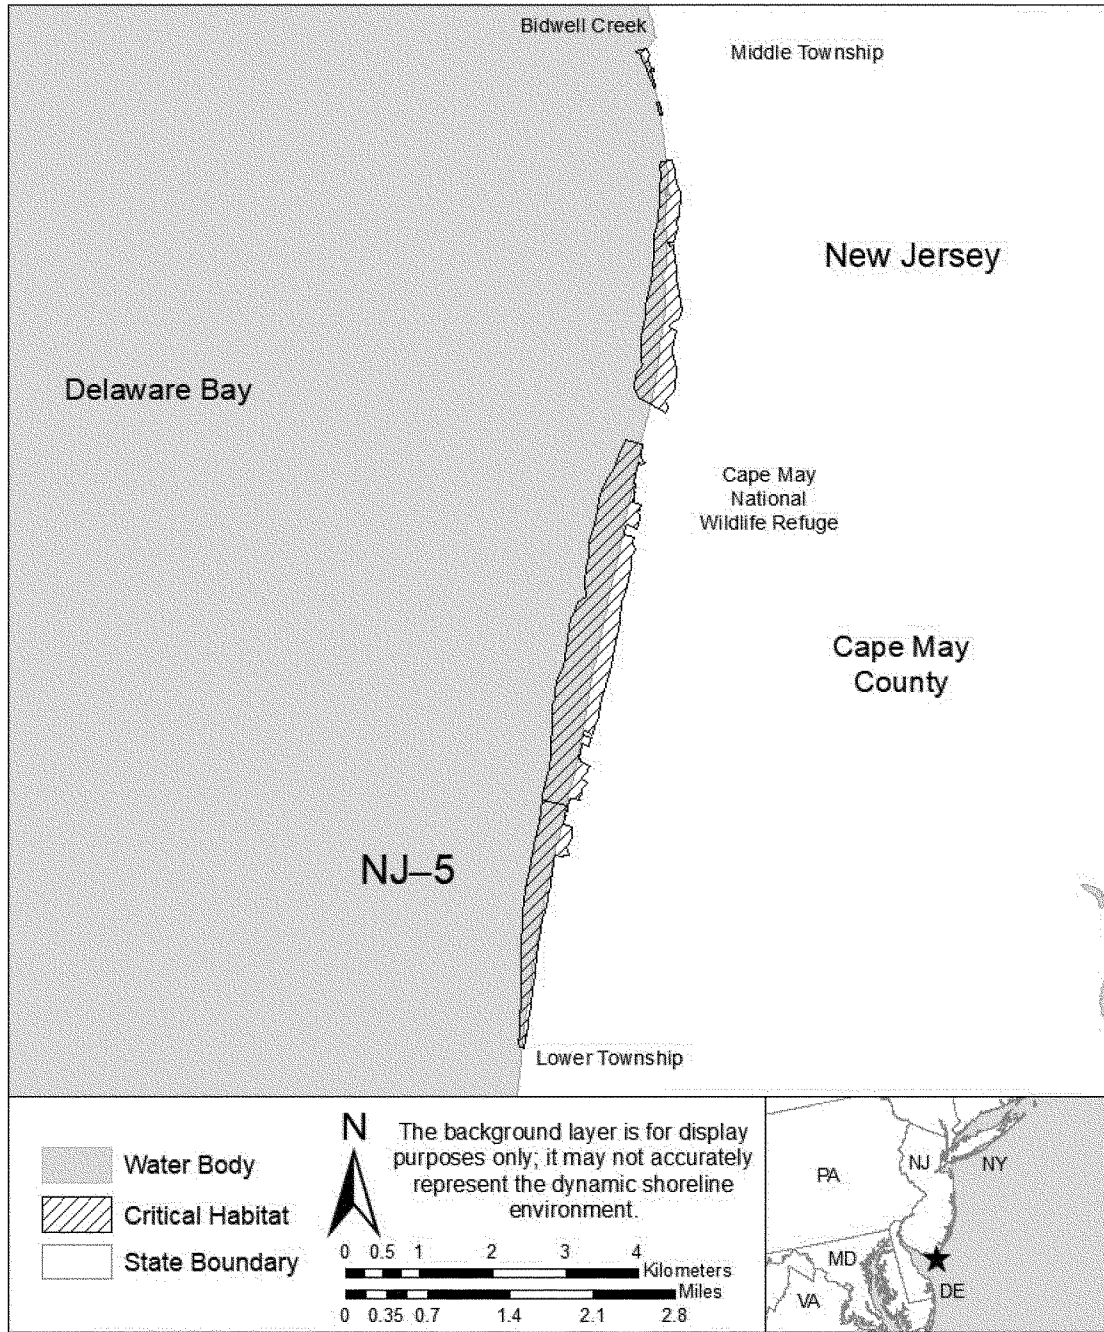 Bidwell Creek
Middle Township
New Jersey
Delaware Bay
Cape May
National
Wildlife Refuge
Cape May
County
NJ–5
Lower Township
Water Body
Critical Habitat
State Boundary
N
The background layer is for display
purposes only; it may not accurately
represent the dynamic shoreline
environment.
0 0.5 1 2 3 4
Kilometers
Miles
0 0.35 0.7 1.4 2.1 2.8
PA
NJ
NY
MD
DE
VA